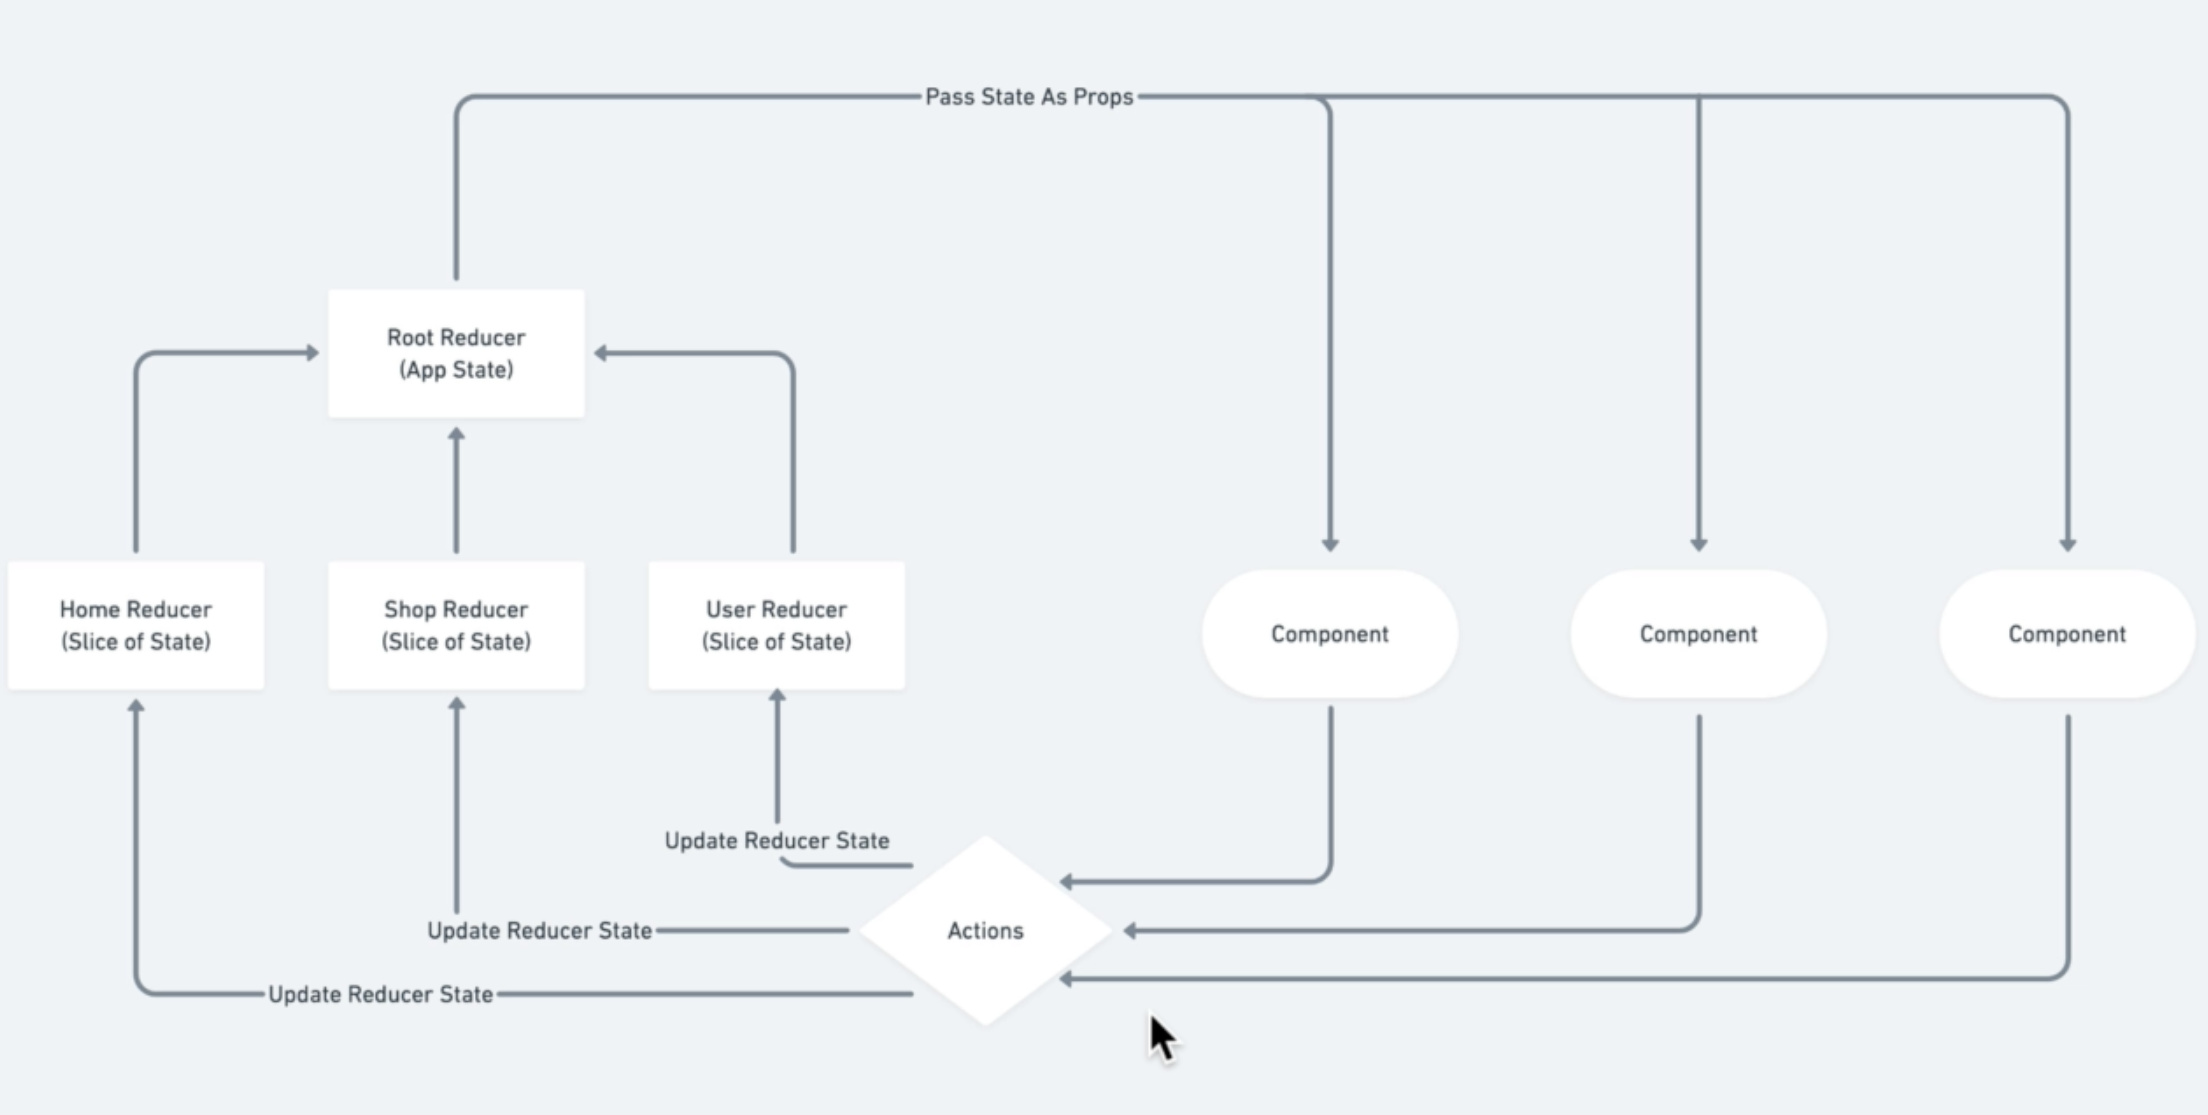 Pass State As Props
Root Reducer
(App State)
Home Reducer
(Slice of State)
Shop Reducer
(Slice of State)
User Reducer
(Slice of State)
Component
Component
Component
Update Reducer State
Update Reducer State
Actions
Update Reducer State